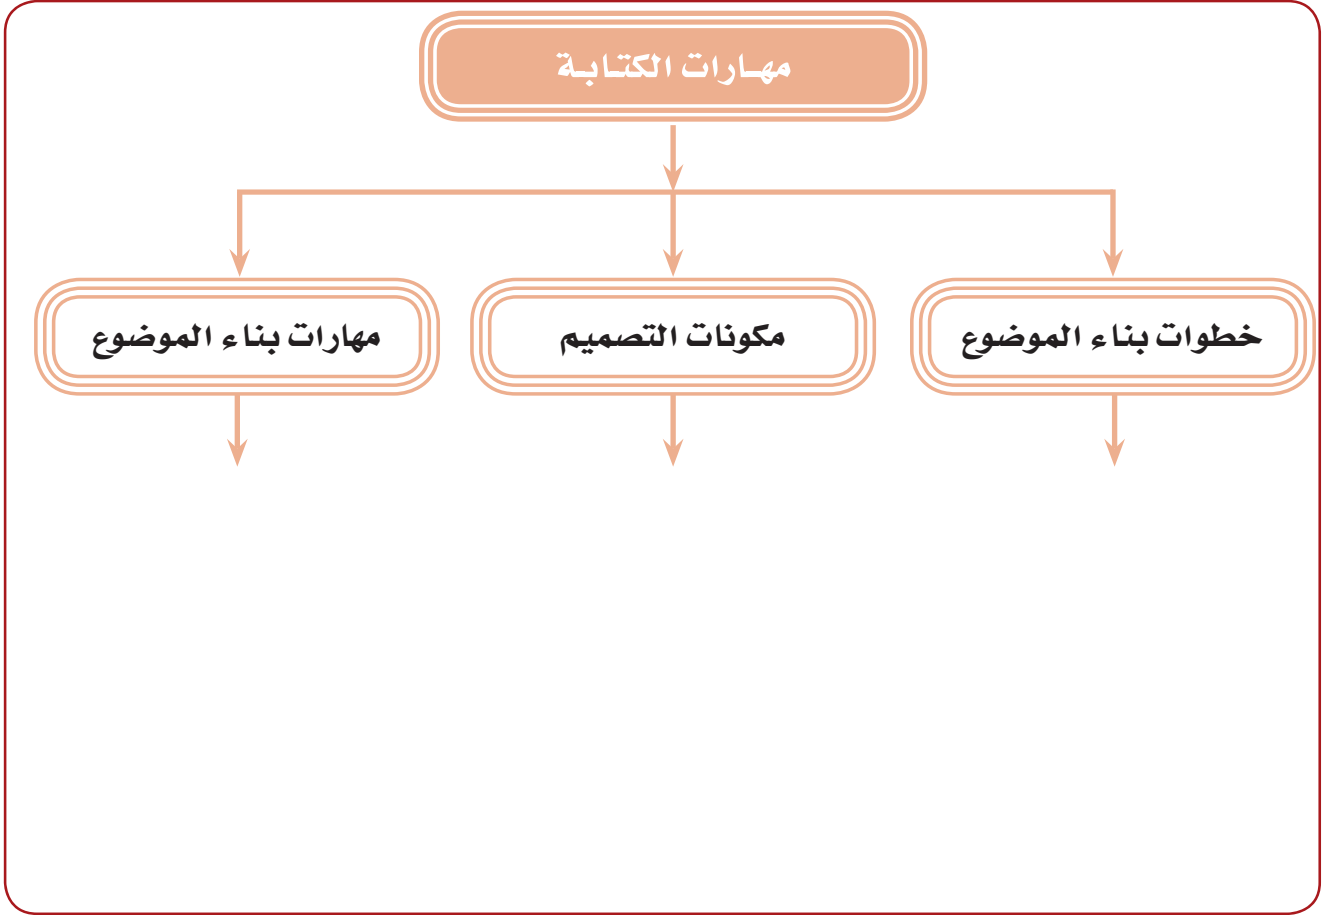 مهارات الكتابة
خطوات بناء الموضوع
مكونات التصميم
مهارات بناء الموضوع